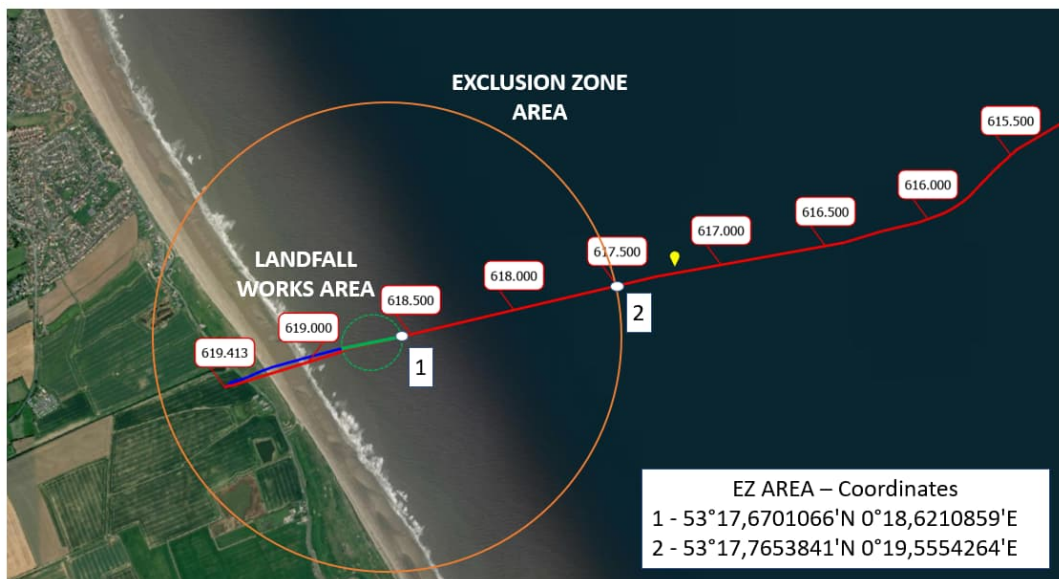 EXCLUSION ZONE
AREA
615.500
616.000
616.500
617.000
617.500
618.000
LANDFALL
WORKS AREA
618.500
619.000
619.413
1
2
EZ AREA – Coordinates
1 - 53°17,6701066'N 0°18,6210859'E
2 - 53°17,7653841'N 0°19,5554264'E